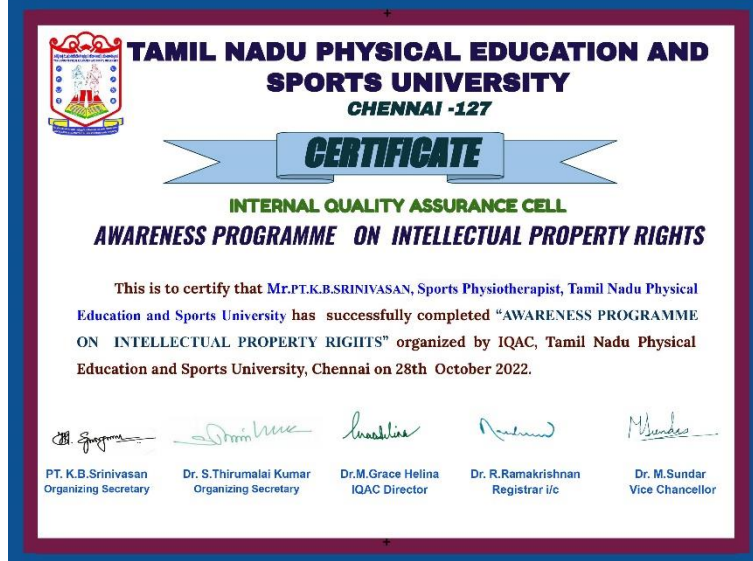 TAMIL NADU PHYSICAL EDUCATION AND
SPORTS UNIVERSITY
CHENNAI -127
CERTIFICATE
INTERNAL QUALITY ASSURANCE CELL
AWARENESS PROGRAMME ON INTELLECTUAL PROPERTY RIGHTS
This is to certify that Mr.PT.K.B.SRINIVASAN, Sports Physiotherapist, Tamil Nadu Physical
Education and Sports University has successfully completed “AWARENESS PROGRAMME
ON INTELLECTUAL PROPERTY RIGHTS” organized by IQAC, Tamil Nadu Physical
Education and Sports University, Chennai on 28th October 2022.
PT. K.B.Srinivasan
Organizing Secretary
Dr. S.Thirumalai Kumar
Organizing Secretary
Dr.M.Grace Helina
IQAC Director
Dr. R.Ramakrishnan
Registrar i/c
Dr. M.Sundar
Vice Chancellor